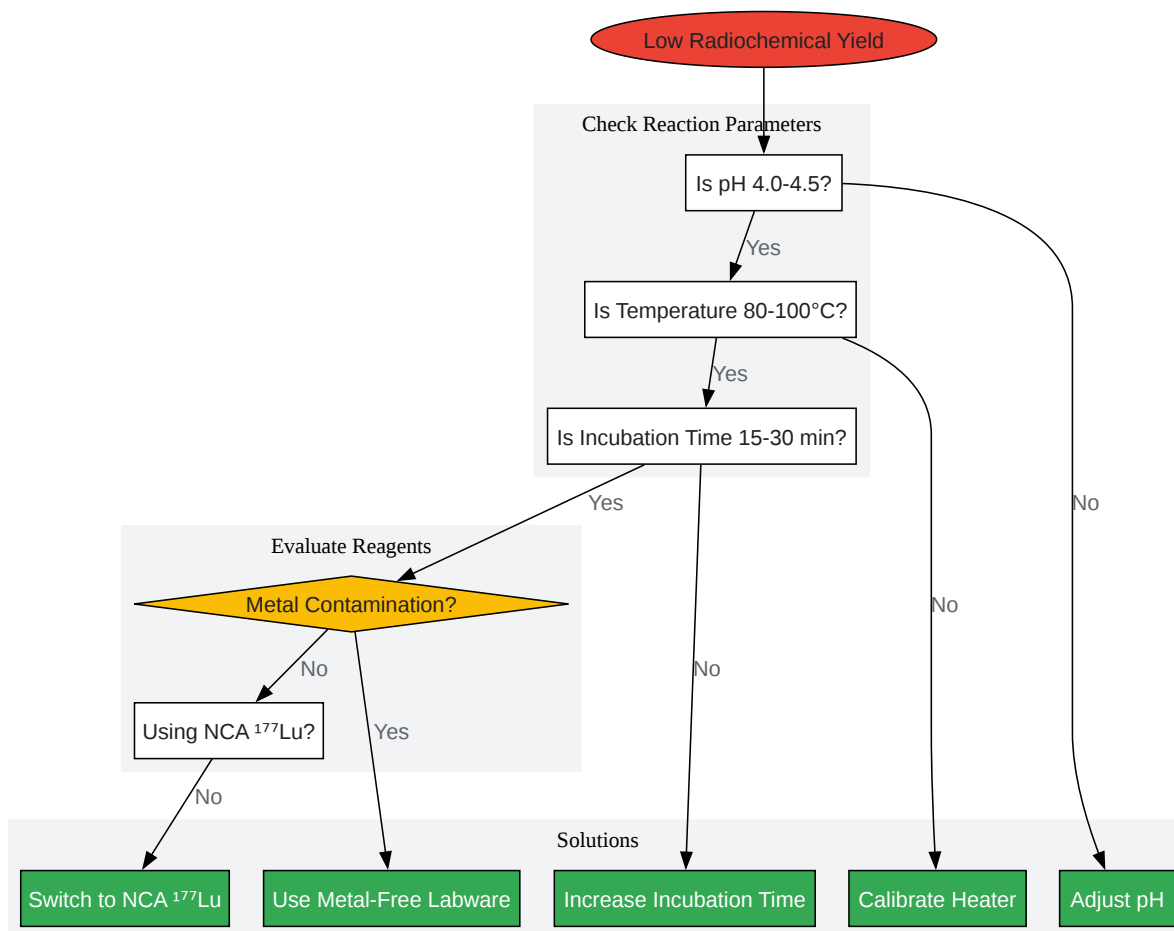 Low Radiochemical Yield
Check Reaction Parameters
Is pH 4.0-4.5?
Yes
Is Temperature 80-100°C?
Yes
Is Incubation Time 15-30 min?
Yes
No
Evaluate Reagents
Metal Contamination?
No
No
No
Using NCA ¹⁷⁷Lu?
Yes
No
Solutions
Switch to NCA ¹⁷⁷Lu
Use Metal-Free Labware
Increase Incubation Time
Calibrate Heater
Adjust pH